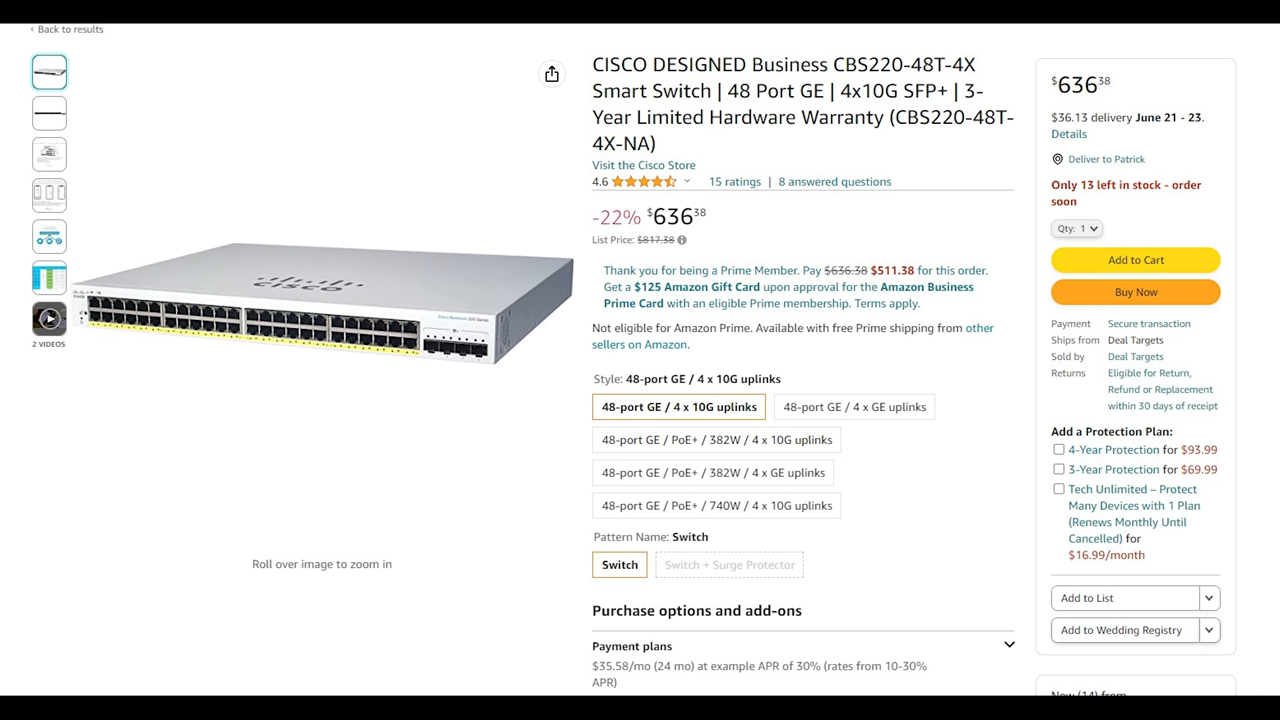 ‹ Back to results
2 VIDEOS
CISCO
Cisco Business 220 Series
CISCO
Roll over image to zoom in
CISCO DESIGNED Business CBS220-48T-4X
Smart Switch | 48 Port GE | 4x10G SFP+ | 3-
Year Limited Hardware Warranty (CBS220-48T-
4X-NA)
Visit the Cisco Store
4.6 15 ratings | 8 answered questions
-22% $636 38
List Price: $817.38
Thank you for being a Prime Member. Pay $636.38 $511.38 for this order.
Get a $125 Amazon Gift Card upon approval for the Amazon Business
Prime Card with an eligible Prime membership. Terms apply.
Not eligible for Amazon Prime. Available with free Prime shipping from other
sellers on Amazon.
Style: 48-port GE / 4 x 10G uplinks
48-port GE / 4 x 10G uplinks 48-port GE / 4 x GE uplinks
48-port GE / PoE+ / 382W / 4 x 10G uplinks
48-port GE / PoE+ / 382W / 4 x GE uplinks
48-port GE / PoE+ / 740W / 4 x 10G uplinks
Pattern Name: Switch
Switch Switch + Surge Protector
Purchase options and add-ons
Payment plans
$35.58/mo (24 mo) at example APR of 30% (rates from 10-30%
APR)
$636 38
$36.13 delivery June 21 - 23.
Details
Deliver to Patrick
Only 13 left in stock - order
soon
Qty: 1
Add to Cart
Buy Now
Payment Secure transaction
Ships from Deal Targets
Sold by Deal Targets
Returns Eligible for Return,
Refund or Replacement
within 30 days of receipt
Add a Protection Plan:
4-Year Protection for $93.99
3-Year Protection for $69.99
Tech Unlimited – Protect
Many Devices with 1 Plan
(Renews Monthly Until
Cancelled) for
$16.99/month
Add to List
Add to Wedding Registry
New (14) from